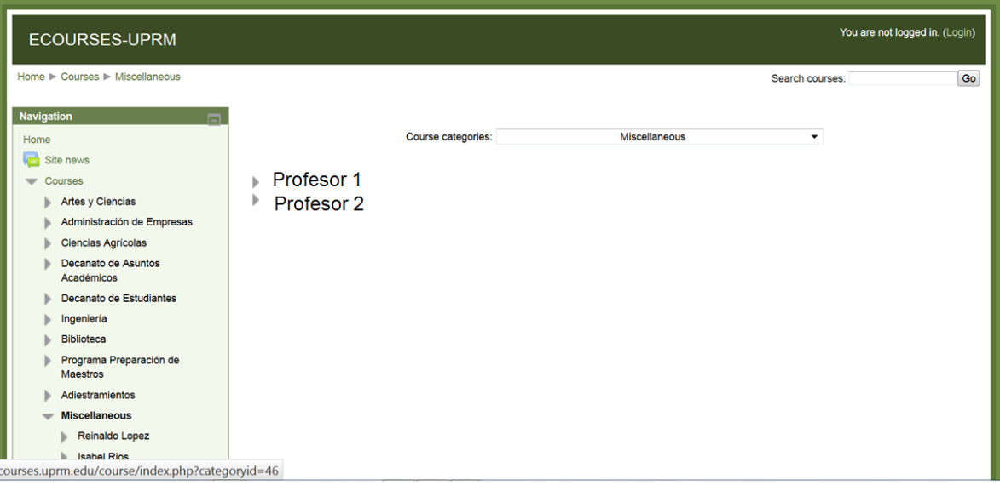 ECOURSES-UPRM
You are not logged in. (Login)
Home ► Courses ► Miscellaneous
Search courses:
Go
Navigation
Home
Site news
Courses
Artes y Ciencias
Administración de Empresas
Ciencias Agrícolas
Decanato de Asuntos
Académicos
Decanato de Estudiantes
Ingeniería
Biblioteca
Programa Preparación de
Maestros
Adiestramientos
Miscellaneous
Reinaldo Lopez
Isabel Rios
Course categories:
Miscellaneous
Profesor 1
Profesor 2
courses.uprm.edu/course/index.php?categoryid=46